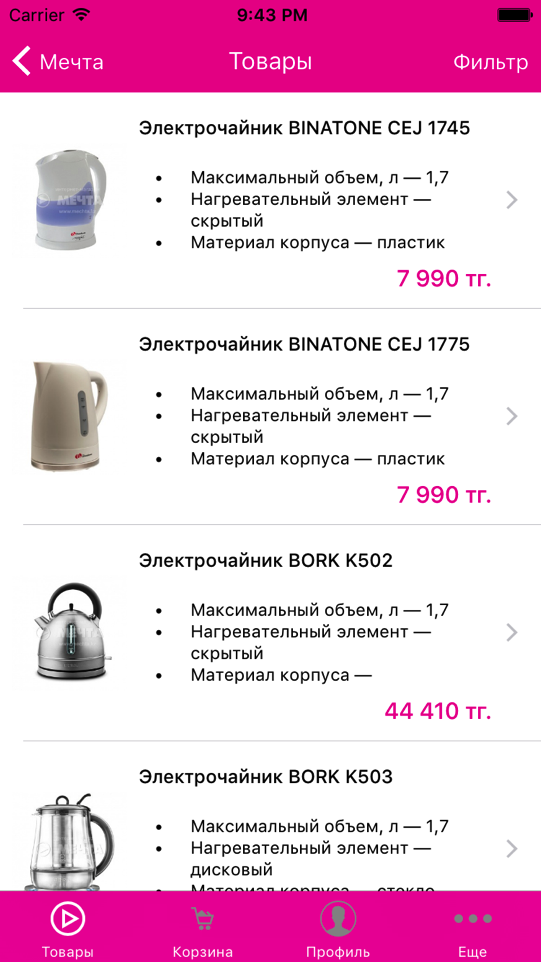 Carrier 9:43 PM
Мечта Товары Фильтр
Электрочайник BINATONE CEJ 1745
• Максимальный объем, л — 1,7
• Нагревательный элемент —
скрытый
• Материал корпуса — пластик
7 990 тг.
Электрочайник BINATONE CEJ 1775
• Максимальный объем, л — 1,7
• Нагревательный элемент —
скрытый
• Материал корпуса — пластик
7 990 тг.
Электрочайник BORK K502
• Максимальный объем, л — 1,7
• Нагревательный элемент —
скрытый
• Материал корпуса —
44 410 тг.
Электрочайник BORK K503
• Максимальный объем, л — 1,7
• Нагревательный элемент —
дисковый
• Материал корпуса — стекло
Товары Корзина Профиль Еще